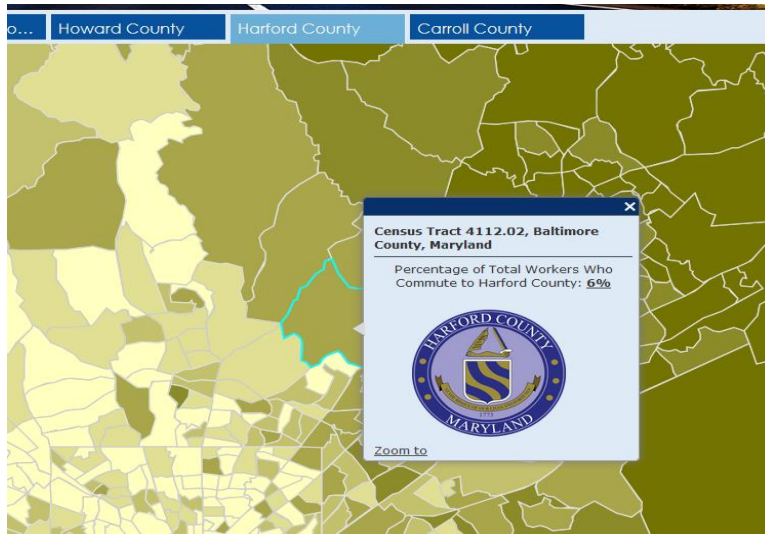 o...
Howard County
Harford County
Carroll County
×
Census Tract 4112.02, Baltimore
County, Maryland
Percentage of Total Workers Who
Commute to Harford County: 6%
HARFORD COUNTY
1773
MARYLAND
Zoom to